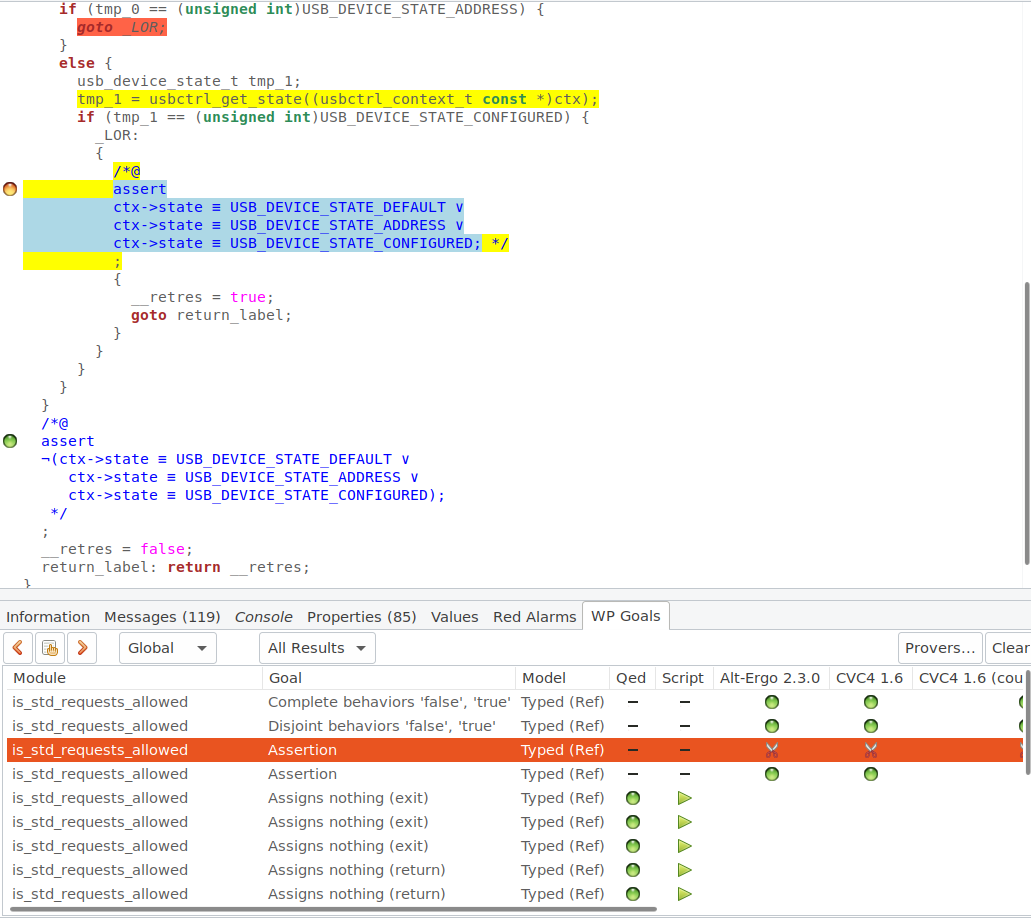 if (tmp_0 == (unsigned int)USB_DEVICE_STATE_ADDRESS) {
goto _LOR;
}
else {
usb_device_state_t tmp_1;
tmp_1 = usbctrl_get_state((usbctrl_context_t const *)ctx);
if (tmp_1 == (unsigned int)USB_DEVICE_STATE_CONFIGURED) {
_LOR:
{
/*@
assert
ctx->state ≡ USB_DEVICE_STATE_DEFAULT ∨
ctx->state ≡ USB_DEVICE_STATE_ADDRESS ∨
ctx->state ≡ USB_DEVICE_STATE_CONFIGURED; */
;
{
__retres = true;
goto return_label;
}
}
}
}
}
/*@
assert
¬(ctx->state ≡ USB_DEVICE_STATE_DEFAULT ∨
ctx->state ≡ USB_DEVICE_STATE_ADDRESS ∨
ctx->state ≡ USB_DEVICE_STATE_CONFIGURED);
*/
;
__retres = false;
return_label: return __retres;
}
Information Messages (119) Console Properties (85) Values Red Alarms WP Goals
Global All Results Provers... Clear
Module Goal Model Qed Script Alt-Ergo 2.3.0 CVC4 1.6 CVC4 1.6 (cou
is_std_requests_allowed Complete behaviors 'false', 'true' Typed (Ref)
is_std_requests_allowed Disjoint behaviors 'false', 'true' Typed (Ref)
is_std_requests_allowed Assertion Typed (Ref)
is_std_requests_allowed Assertion Typed (Ref)
is_std_requests_allowed Assigns nothing (exit) Typed (Ref)
is_std_requests_allowed Assigns nothing (exit) Typed (Ref)
is_std_requests_allowed Assigns nothing (exit) Typed (Ref)
is_std_requests_allowed Assigns nothing (return) Typed (Ref)
is_std_requests_allowed Assigns nothing (return) Typed (Ref)